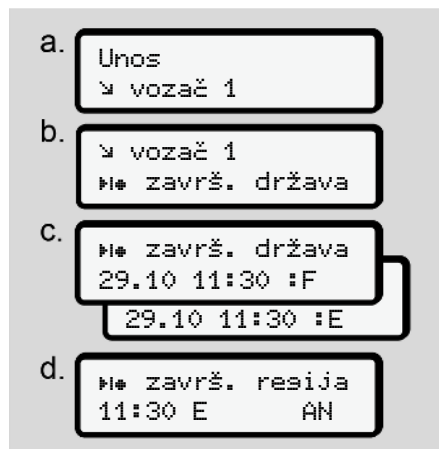 a.
Unos
vozač 1
b.
vozač 1
završ. država
c.
završ. država
29.10 11:30 :F
29.10 11:30 :E
d.
završ. regija
11:30 E AN